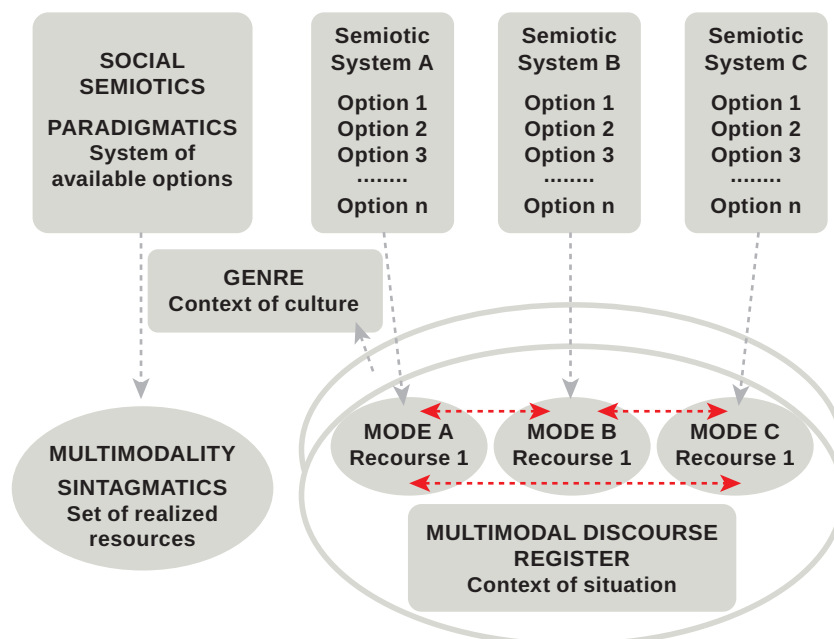 SOCIAL
SEMIOTICS
PARADIGMATICS
System of
available options
Semiotic
System A
Option 1
Option 2
Option 3
........
Option n
Semiotic
System B
Option 1
Option 2
Option 3
........
Option n
Semiotic
System C
Option 1
Option 2
Option 3
........
Option n
GENRE
Context of culture
MULTIMODALITY
SINTAGMATICS
Set of realized
resources
MODE A
Recourse 1
MODE B
Recourse 1
MODE C
Recourse 1
MULTIMODAL DISCOURSE
REGISTER
Context of situation